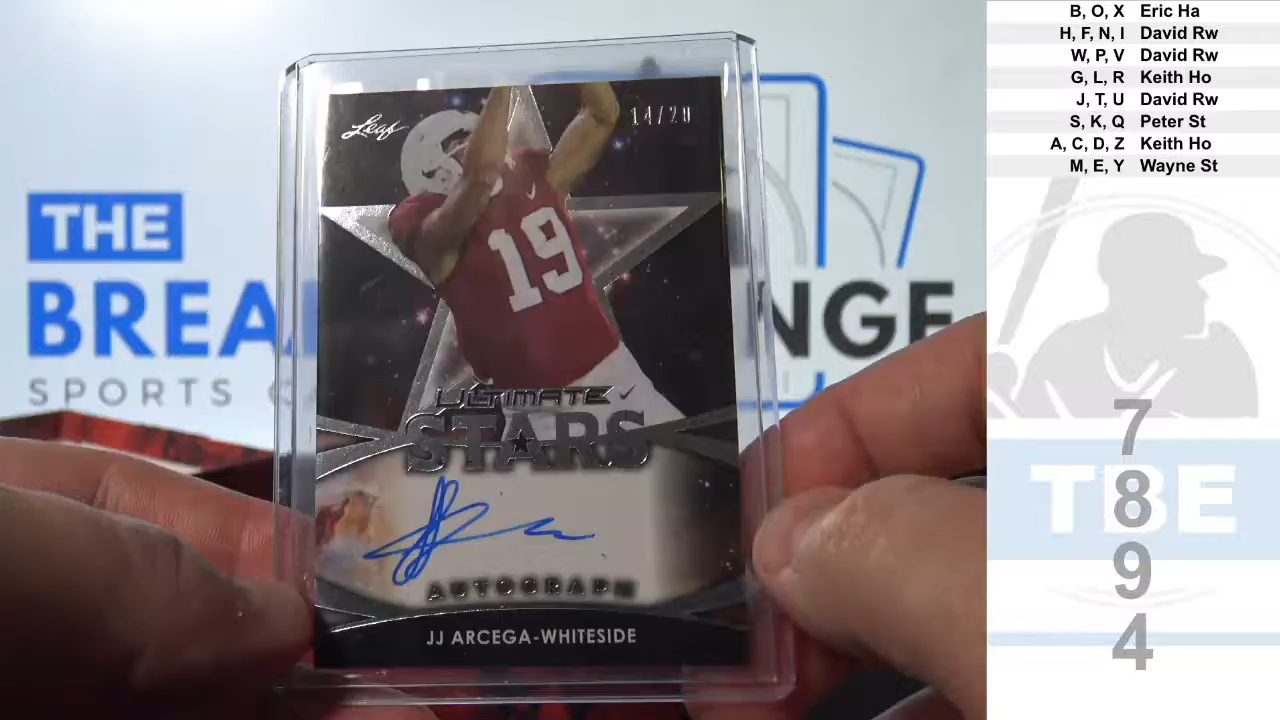 B, O, X Eric Ha
H, F, N, I David Rw
W, P, V David Rw
G, L, R Keith Ho
J, T, U David Rw
S, K, Q Peter St
A, C, D, Z Keith Ho
M, E, Y Wayne St
Leaf
14/20
THE
BREA
NGE
SPORTS
19
ULTIMATE
STARS
AUTOGRAPH
JJ ARCEGA-WHITESIDE
TBE
7
8
9
4